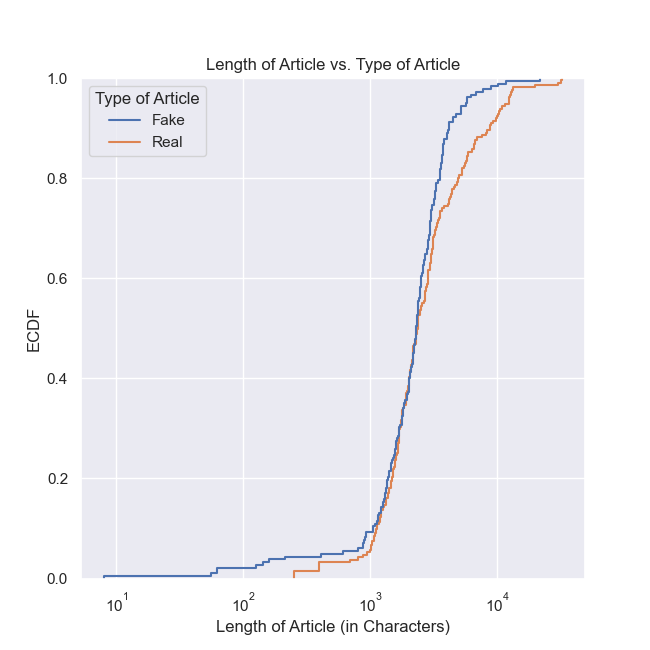 Length of Article vs. Type of Article
1.0
Type of Article
Fake
Real
0.8
0.6
ECDF
0.4
0.2
0.0
10¹ 10² 10³ 10⁴
Length of Article (in Characters)